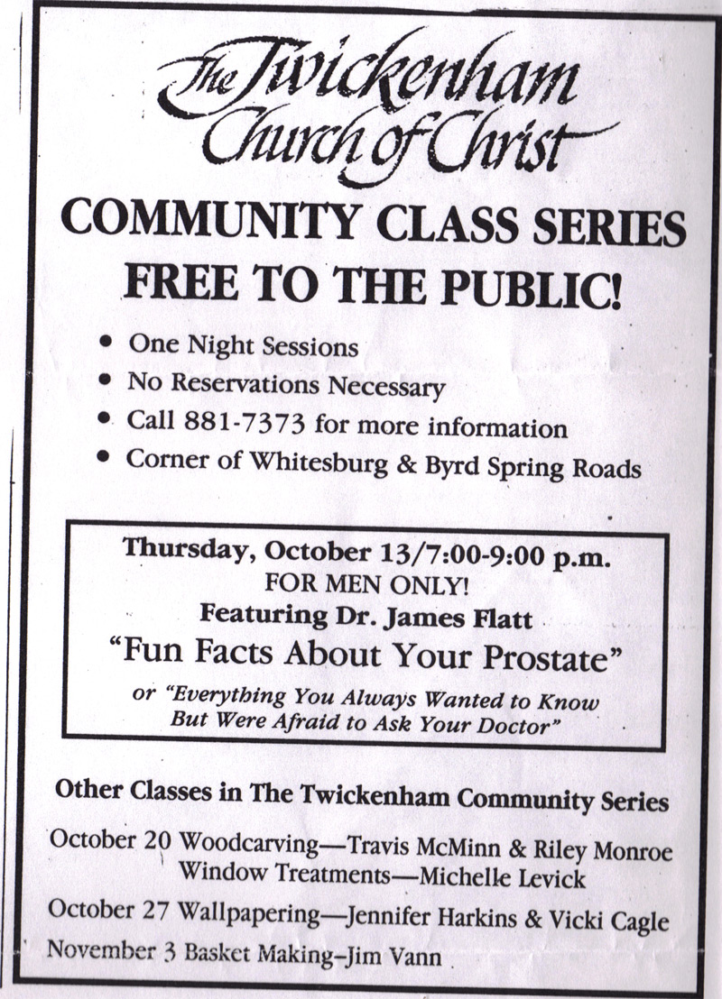 The Twickenham
Church of Christ
COMMUNITY CLASS SERIES
FREE TO THE PUBLIC!
• One Night Sessions
• No Reservations Necessary
• Call 881-7373 for more information
• Corner of Whitesburg & Byrd Spring Roads
Thursday, October 13/7:00-9:00 p.m.
FOR MEN ONLY!
Featuring Dr. James Flatt
“Fun Facts About Your Prostate”
or “Everything You Always Wanted to Know
But Were Afraid to Ask Your Doctor”
Other Classes in The Twickenham Community Series
October 20 Woodcarving—Travis McMinn & Riley Monroe
Window Treatments—Michelle Levick
October 27 Wallpapering—Jennifer Harkins & Vicki Cagle
November 3 Basket Making–Jim Vann